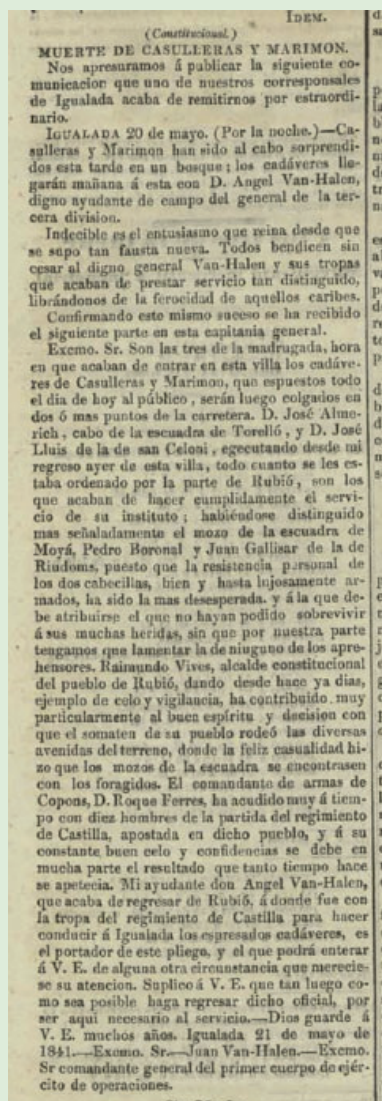 IDEM.
(Constitucional.)
MUERTE DE CASULLERAS Y MARIMON.
Nos apresuramos á publicar la siguiente co-
municacion que uno de nuestros corresponsales
de Igualada acaba de remitirnos por estraordi-
nario.
IGUALADA 20 de mayo. (Por la noche.)—Ca-
sulleras y Marimon han sido al cabo sorprendi-
dos esta tarde en un bosque; los cadáveres lle-
garán mañana á esta con D. Angel Van-Halen,
digno ayudante de campo del general de la ter-
cera division.
Indecible es el entusiasmo que reina desde que
se supo tan fausta nueva. Todos bendicen sin
cesar al digno general Van-Halen y sus tropas
que acaban de prestar servicio tan distinguido,
librándonos de la ferocidad de aquellos caribes.
Confirmando este mismo suceso se ha recibido
el siguiente parte en esta capitania general.
Excmo. Sr. Son las tres de la madrugada, hora
en que acaban de entrar en esta villa los cadáve-
res de Casulleras y Marimon, que espuestos todo
el dia de hoy al público, serán luego colgados en
dos ó mas puntos de la carretera. D. José Alme-
rich, cabo de la escuadra de Torelló, y D. José
Lluis de la de san Celoni, egecutando desde mi
regreso ayer de esta villa, todo cuanto se les es-
taba ordenado por la parte de Rubió, son los
que acaban de hacer cumplidamente el servi-
cio de su instituto; habiéndose distinguido
mas señaladamente el mozo de la escuadra de
Moyá, Pedro Boronal y Juan Gallisar de la de
Riudoms, puesto que la resistencia personal de
los dos cabecillas, bien y hasta lujosamente ar-
mados, ha sido la mas desesperada. y á la que de-
be atribuirse el que no hayan podido sobrevivir
á sus muchas heridas, sin que por nuestra parte
tengamos que lamentar la de ninguno de los apre-
hensores. Raimundo Vives, alcalde constitucional
del pueblo de Rubió, dando desde hace ya dias,
ejemplo de celo y vigilancia, ha contribuido muy
particularmente al buen espíritu y decision con
que el somaten de su pueblo rodeó las diversas
avenidas del terreno, donde la feliz casualidad hi-
zo que los mozos de la escuadra se encontrasen
con los foragidos. El comandante de armas de
Copons, D. Roque Ferres, ha acudido muy á tiem-
po con diez hombres de la partida del regimiento
de Castilla, apostada en dicho pueblo, y á su
constante buen celo y confidencias se debe en
mucha parte el resultado que tanto tiempo hace
se apetecia. Mi ayudante don Angel Van-Halen,
que acaba de regresar de Rubió, á donde fue con
la tropa del regimiento de Castilla para hacer
conducir á Igualada los espresados cadáveres, es
el portador de este pliego, y el que podrá enterar
á V. E. de alguna otra circunstancia que merecie-
se su atencion. Suplico á V. E. que tan luego co-
mo sea posible haga regresar dicho oficial, por
ser aqui necesario al servicio.—Dios guarde á
V. E. muchos años. Igualada 21 de mayo de
1841.—Excmo. Sr.—Juan Van-Halen.—Excmo.
Sr comandante general del primer cuerpo de ejér-
cito de operaciones.